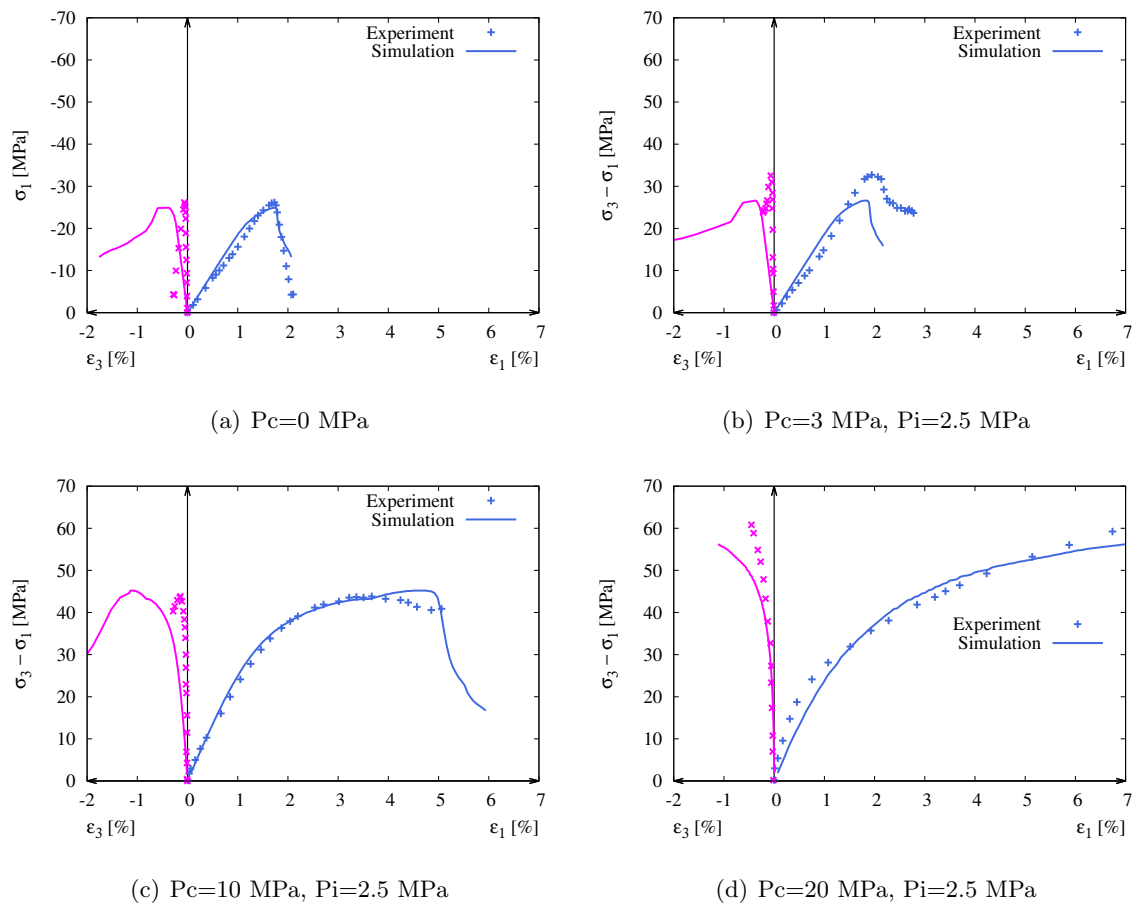 -70
-60
-50
-40
-30
-20
-10
0
σ1 [MPa]
Experiment
Simulation
-2 -1 0 1 2 3 4 5 6 7
ε3 [%] ε1 [%]
(a) Pc=0 MPa
70
60
50
40
30
20
10
0
σ3 − σ1 [MPa]
Experiment
Simulation
-2 -1 0 1 2 3 4 5 6 7
ε3 [%] ε1 [%]
(b) Pc=3 MPa, Pi=2.5 MPa
70
60
50
40
30
20
10
0
σ3 − σ1 [MPa]
Experiment
Simulation
-2 -1 0 1 2 3 4 5 6 7
ε3 [%] ε1 [%]
(c) Pc=10 MPa, Pi=2.5 MPa
70
60
50
40
30
20
10
0
σ3 − σ1 [MPa]
Experiment
Simulation
-2 -1 0 1 2 3 4 5 6 7
ε3 [%] ε1 [%]
(d) Pc=20 MPa, Pi=2.5 MPa